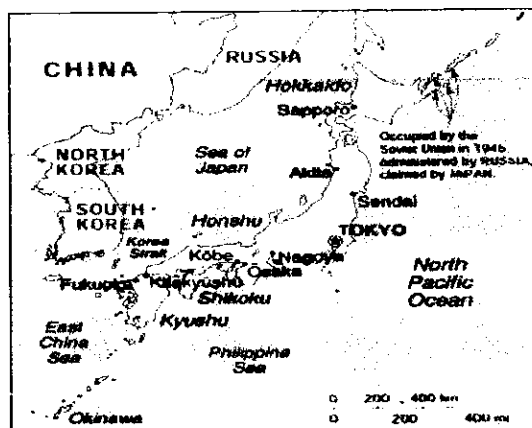 RUSSIA
CHINA
Hokkaido
Sapporo
Occupied by the
Soviet Union in 1945
administered by RUSSIA,
claimed by JAPAN.
NORTH
KOREA
Sea of
Japan
Akita
Sendai
SOUTH
KOREA
Honshu
TOKYO
Korea
Strait
Kōbe
Nagoya
Osaka
Fukuoka
Kitakyushu
Shikoku
Kyushu
North
Pacific
Ocean
East
China
Sea
Philippine
Sea
Okinawa
0 200 400 km
0 200 400 mi